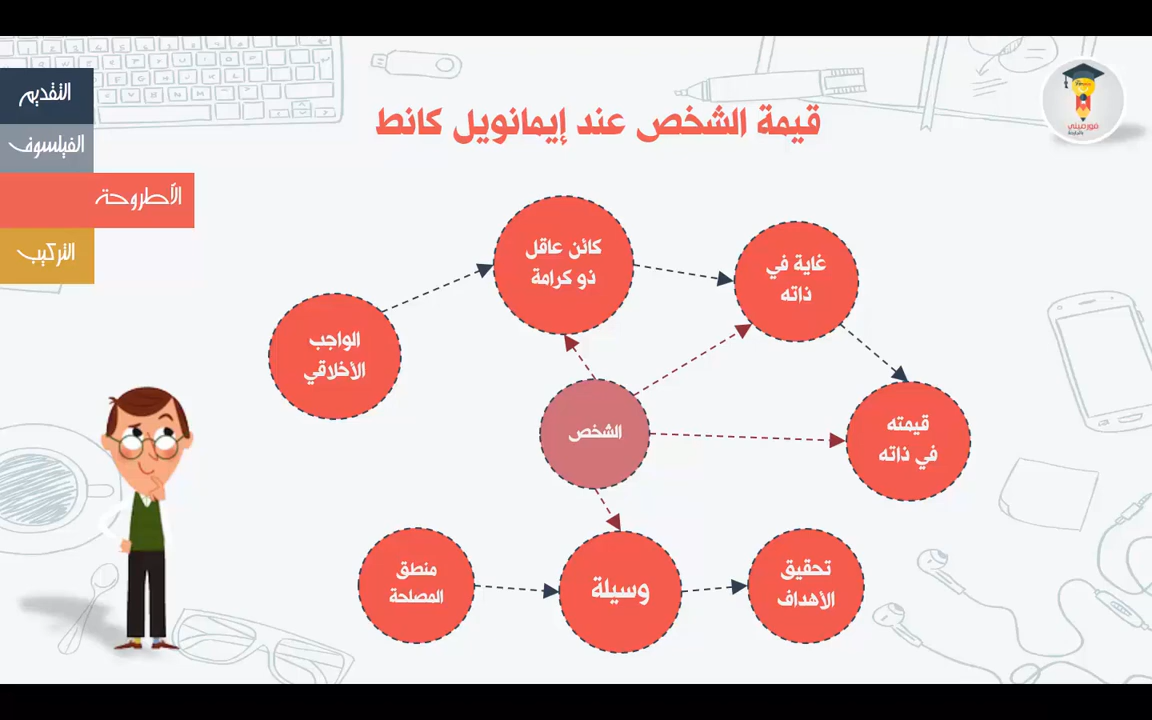 قيمة الشخص عند إيمانويل كانط
التقديم
الفيلسوف
الأطروحة
التركيب
غاية في
ذاته
كائن عاقل
ذو كرامة
الواجب
الأخلاقي
الشخص
قيمته
في ذاته
تحقيق
الأهداف
وسيلة
منطق
المصلحة